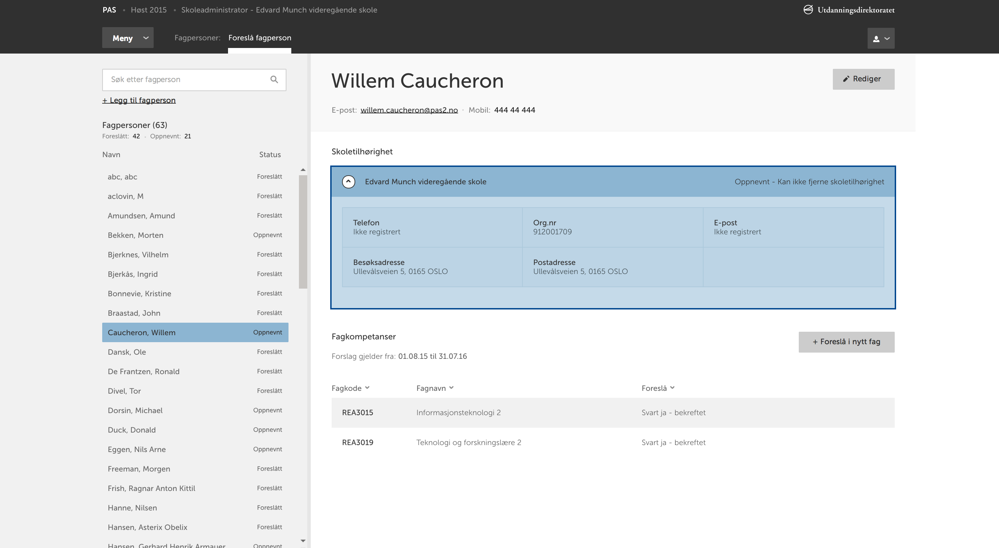 PAS • Høst 2015 • Skoleadministrator - Edvard Munch videregående skole
Utdanningsdirektoratet
Meny
Fagpersoner: Foreslå fagperson
Søk etter fagperson
+ Legg til fagperson
Fagpersoner (63)
Foreslått: 42 • Oppnevnt: 21
Navn Status
abc, abc Foreslått
aclovin, M Foreslått
Amundsen, Amund Foreslått
Bekken, Morten Oppnevnt
Bjerknes, Vilhelm Foreslått
Bjerkås, Ingrid Foreslått
Bonnevie, Kristine Foreslått
Braastad, John Foreslått
Caucheron, Willem Oppnevnt
Dansk, Ole Foreslått
De Frantzen, Ronald Foreslått
Divel, Tor Foreslått
Dorsin, Michael Oppnevnt
Duck, Donald Oppnevnt
Eggen, Nils Arne Oppnevnt
Freeman, Morgen Foreslått
Frish, Ragnar Anton Kittil Foreslått
Hanne, Nilsen Foreslått
Hansen, Asterix Obelix Foreslått
Hansen, Gerhard Henrik Armauer Oppnevnt
Willem Caucheron
Rediger
E-post: willem.caucheron@pas2.no • Mobil: 444 44 444
Skoletilhørighet
Edvard Munch videregående skole Oppnevnt - Kan ikke fjerne skoletilhørighet
Telefon
Ikke registrert
Org.nr
912001709
E-post
Ikke registrert
Besøksadresse
Ullevålsveien 5, 0165 OSLO
Postadresse
Ullevålsveien 5, 0165 OSLO
Fagkompetanser
+ Foreslå i nytt fag
Forslag gjelder fra: 01.08.15 til 31.07.16
Fagkode Fagnavn Foreslå
REA3015 Informasjonsteknologi 2 Svart ja - bekreftet
REA3019 Teknologi og forskningslære 2 Svart ja - bekreftet